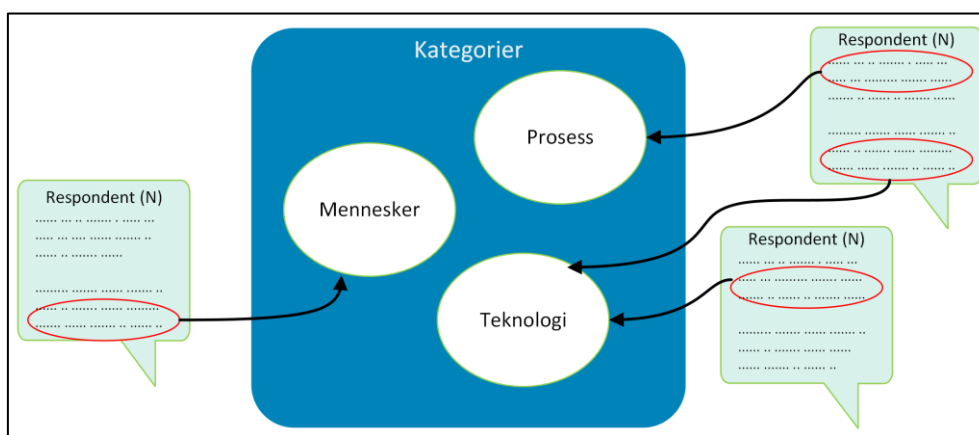 Kategorier
Respondent (N)
Prosess
Mennesker
Respondent (N)
Respondent (N)
Teknologi